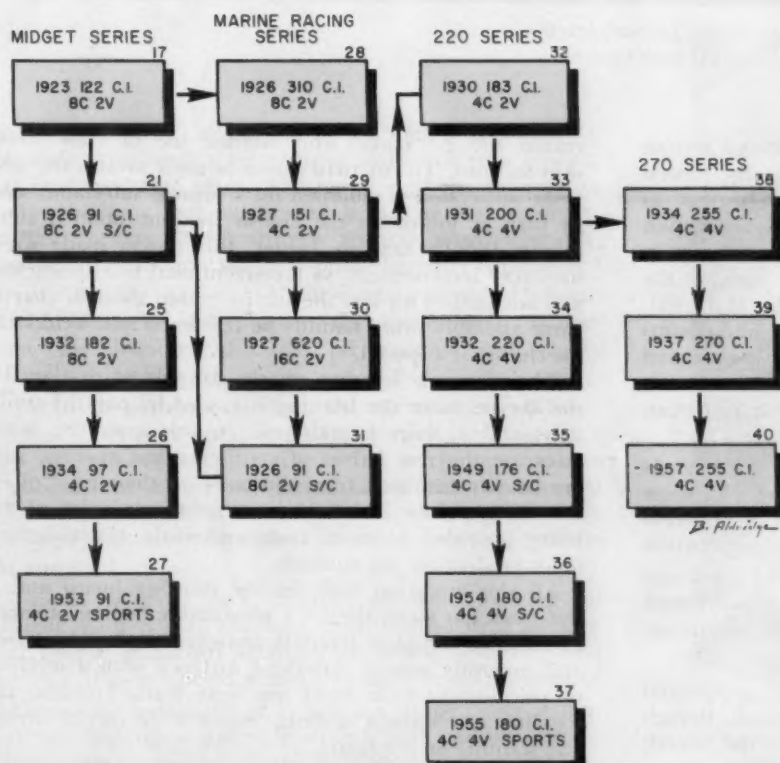 MIDGET SERIES
17
1923 122 C.I.
8C 2V
21
1926 91 C.I.
8C 2V S/C
25
1932 182 C.I.
8C 2V
26
1934 97 C.I.
4C 2V
27
1953 91 C.I.
4C 2V SPORTS
MARINE RACING
SERIES
28
1926 310 C.I.
8C 2V
29
1927 151 C.I.
4C 2V
30
1927 620 C.I.
16C 2V
31
1926 91 C.I.
8C 2V S/C
220 SERIES
32
1930 183 C.I.
4C 2V
33
1931 200 C.I.
4C 4V
34
1932 220 C.I.
4C 4V
35
1949 176 C.I.
4C 4V S/C
36
1954 180 C.I.
4C 4V S/C
37
1955 180 C.I.
4C 4V SPORTS
270 SERIES
38
1934 255 C.I.
4C 4V
39
1937 270 C.I.
4C 4V
40
1957 255 C.I.
4C 4V
B. Aldridge